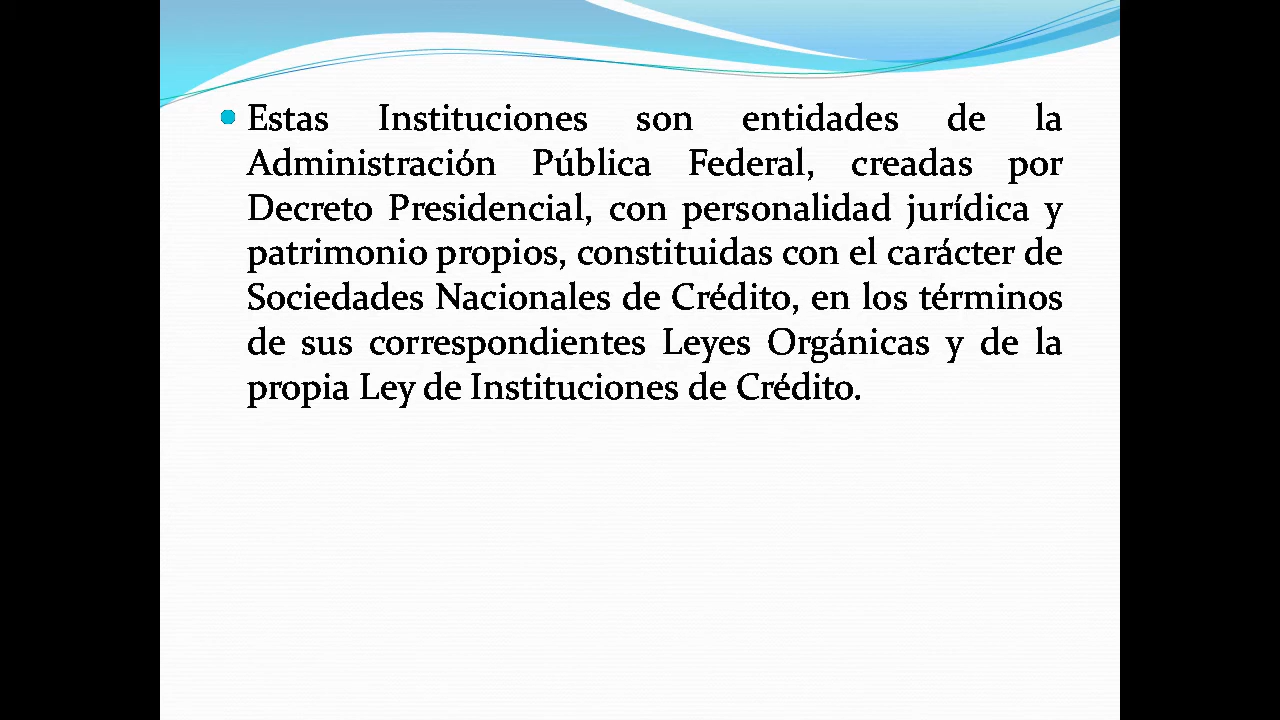 Estas Instituciones son entidades de la
Administración Pública Federal, creadas por
Decreto Presidencial, con personalidad jurídica y
patrimonio propios, constituidas con el carácter de
Sociedades Nacionales de Crédito, en los términos
de sus correspondientes Leyes Orgánicas y de la
propia Ley de Instituciones de Crédito.